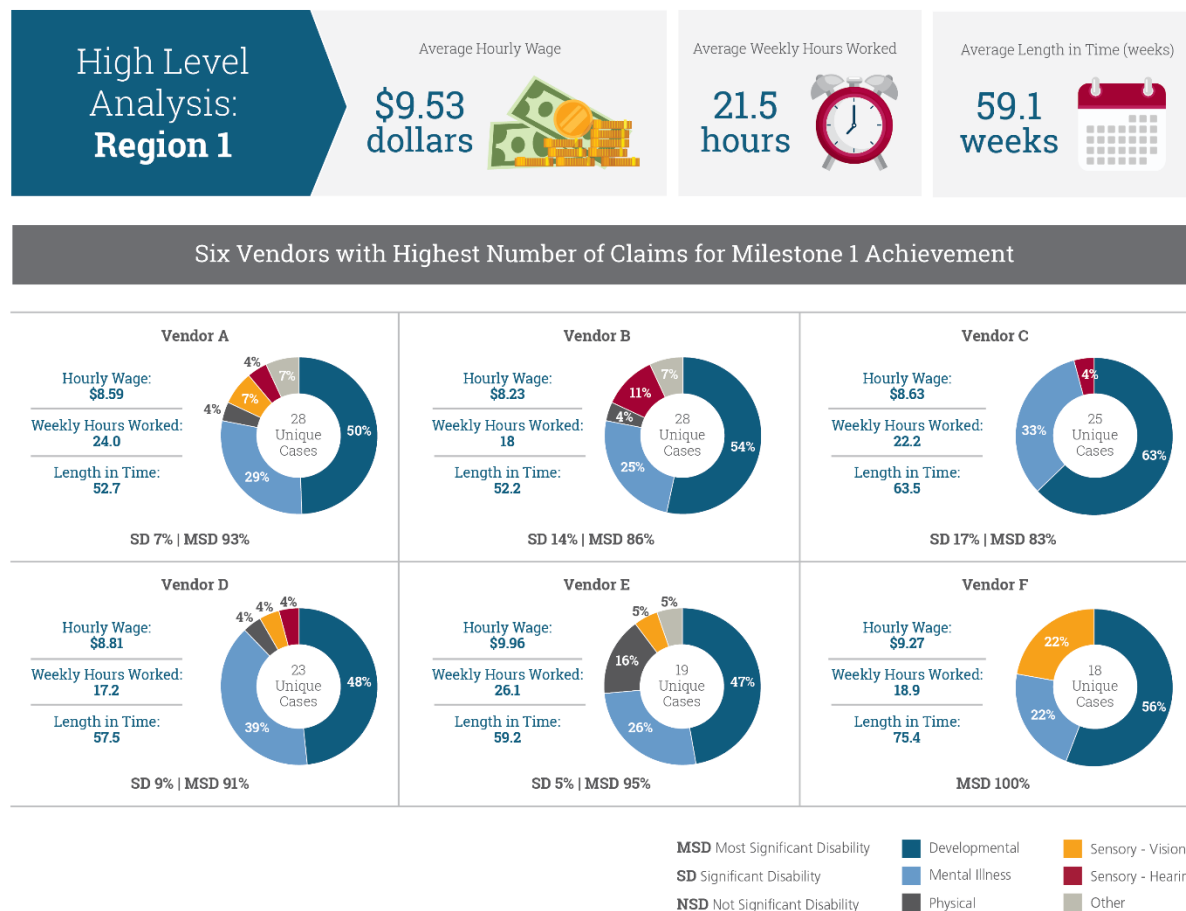 High Level
Analysis:
Region 1
Average Hourly Wage
$9.53
dollars
Average Weekly Hours Worked
21.5
hours
Average Length in Time (weeks)
59.1
weeks
Six Vendors with Highest Number of Claims for Milestone 1 Achievement
Vendor A
Hourly Wage:
$8.59
Weekly Hours Worked:
24.0
Length in Time:
52.7
4%
7%
7%
4%
28
Unique
Cases
50%
29%
SD 7% | MSD 93%
Vendor B
Hourly Wage:
$8.23
Weekly Hours Worked:
18
Length in Time:
52.2
7%
11%
4%
28
Unique
Cases
54%
25%
SD 14% | MSD 86%
Vendor C
Hourly Wage:
$8.63
Weekly Hours Worked:
22.2
Length in Time:
63.5
4%
33%
25
Unique
Cases
63%
SD 17% | MSD 83%
Vendor D
Hourly Wage:
$8.81
Weekly Hours Worked:
17.2
Length in Time:
57.5
4%
4%
4%
23
Unique
Cases
48%
39%
SD 9% | MSD 91%
Vendor E
Hourly Wage:
$9.96
Weekly Hours Worked:
26.1
Length in Time:
59.2
5%
5%
16%
19
Unique
Cases
47%
26%
SD 5% | MSD 95%
Vendor F
Hourly Wage:
$9.27
Weekly Hours Worked:
18.9
Length in Time:
75.4
22%
18
Unique
Cases
56%
22%
MSD 100%
MSD Most Significant Disability
SD Significant Disability
NSD Not Significant Disability
Developmental
Mental Illness
Physical
Sensory - Vision
Sensory - Hearin
Other